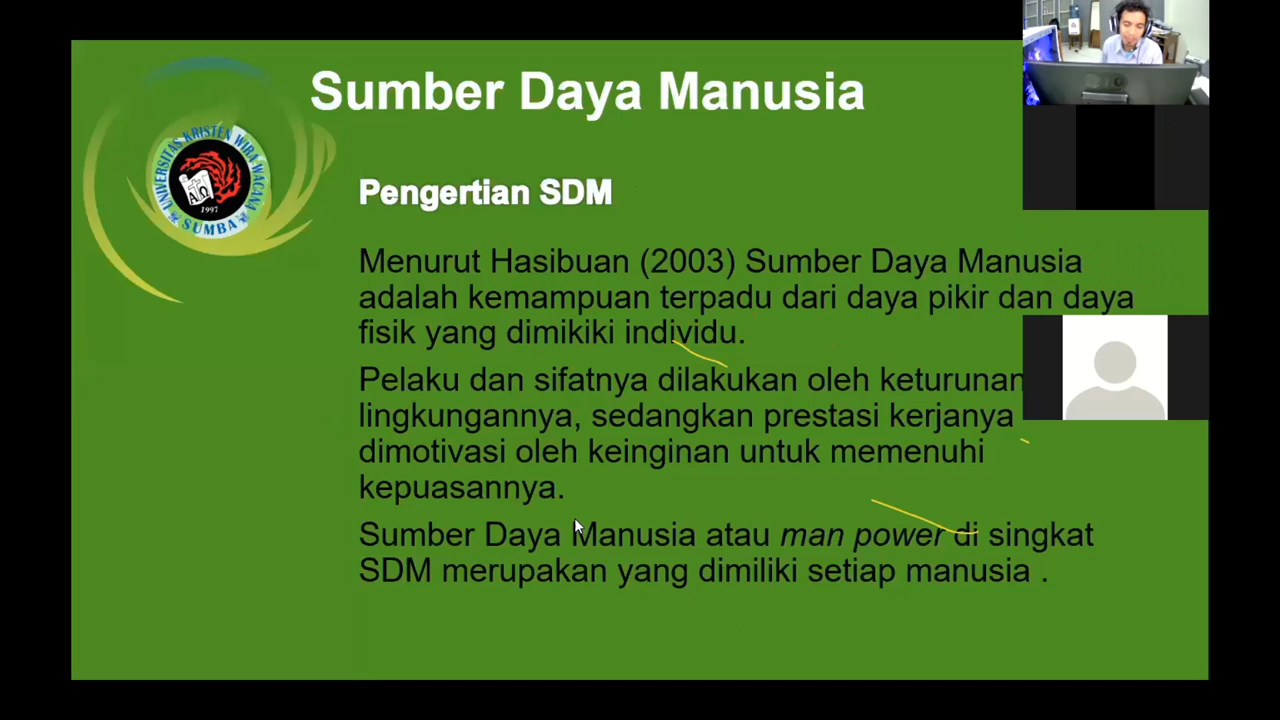 Sumber Daya Manusia
UNIVERSITAS KRISTEN WIRA WACANA
ΑΩ
1997
SUMBA
Pengertian SDM
Menurut Hasibuan (2003) Sumber Daya Manusia
adalah kemampuan terpadu dari daya pikir dan daya
fisik yang dimikiki individu.
Pelaku dan sifatnya dilakukan oleh keturunan
lingkungannya, sedangkan prestasi kerjanya
dimotivasi oleh keinginan untuk memenuhi
kepuasannya.
Sumber Daya Manusia atau man power di singkat
SDM merupakan yang dimiliki setiap manusia .